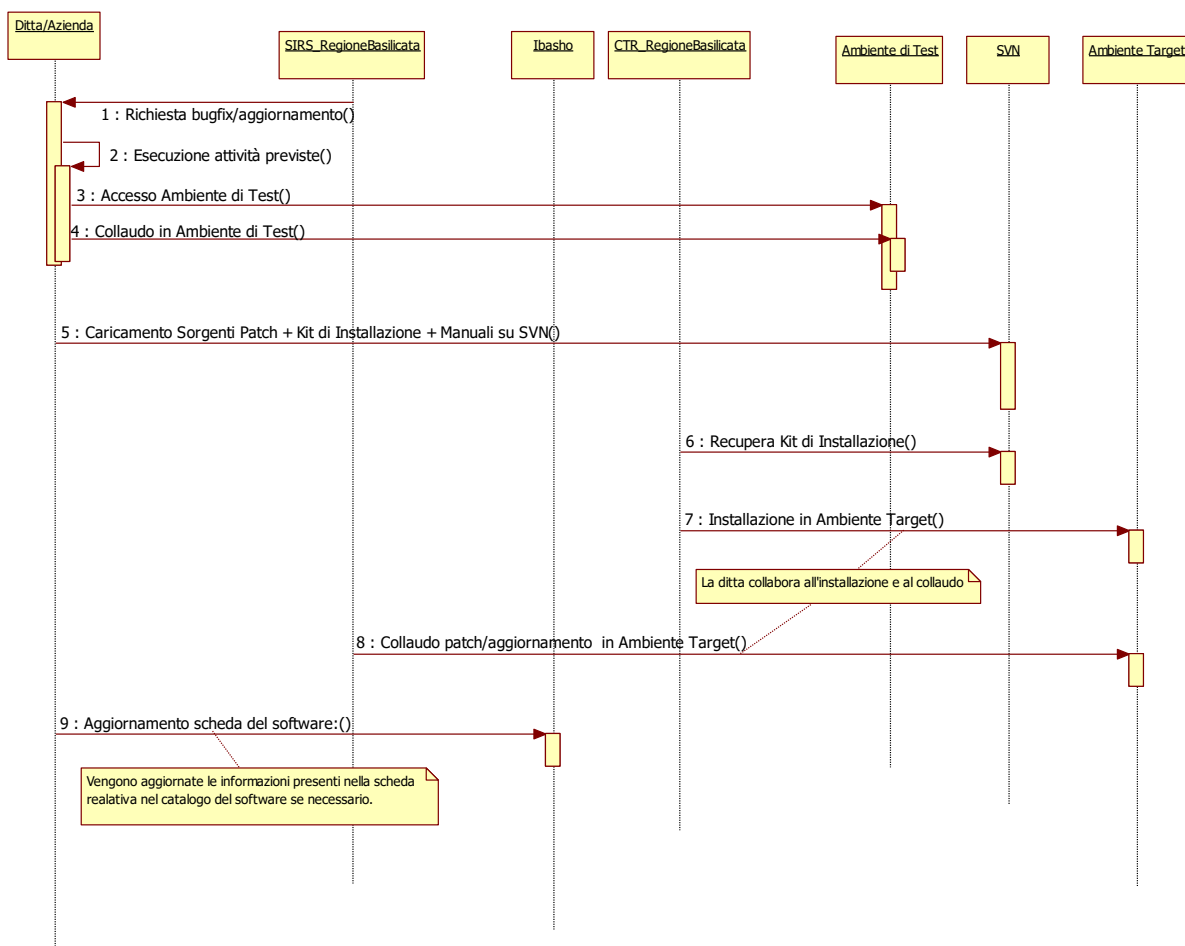 Ditta/Azienda
SIRS_RegioneBasilicata
Ibasho
CTR_RegioneBasilicata
Ambiente di Test
SVN
Ambiente Target
1 : Richiesta bugfix/aggiornamento()
2 : Esecuzione attività previste()
3 : Accesso Ambiente di Test()
4 : Collaudo in Ambiente di Test()
5 : Caricamento Sorgenti Patch + Kit di Installazione + Manuali su SVN()
6 : Recupera Kit di Installazione()
7 : Installazione in Ambiente Target()
La ditta collabora all'installazione e al collaudo
8 : Collaudo patch/aggiornamento in Ambiente Target()
9 : Aggiornamento scheda del software:()
Vengono aggiornate le informazioni presenti nella scheda
realativa nel catalogo del software se necessario.